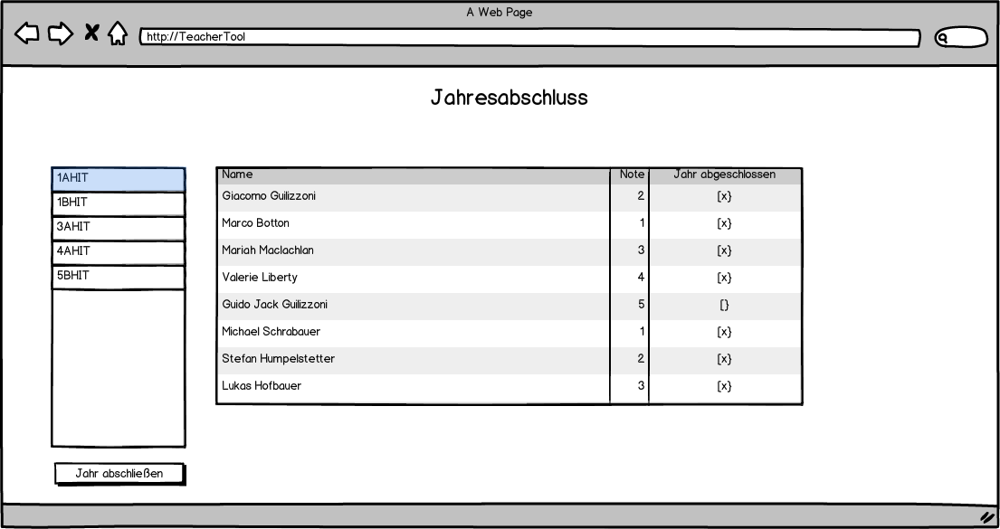 A Web Page
http://TeacherTool
Jahresabschluss
1AHIT
1BHIT
3AHIT
4AHIT
5BHIT
Name Note Jahr abgeschlossen
Giacomo Guilizzoni 2 [x}
Marco Botton 1 [x}
Mariah Maclachlan 3 [x}
Valerie Liberty 4 [x}
Guido Jack Guilizzoni 5 [}
Michael Schrabauer 1 [x}
Stefan Humpelstetter 2 [x}
Lukas Hofbauer 3 [x}
Jahr abschließen